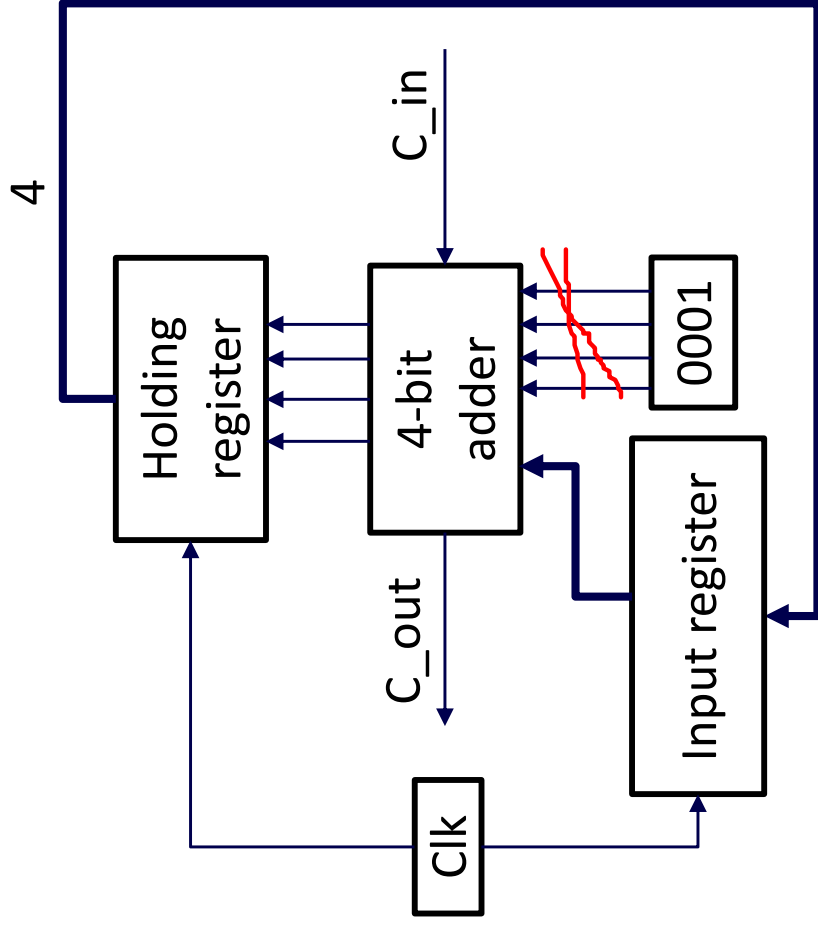 4
C_in
Holding
register
4-bit
adder
0001
C_out
Input register
Clk